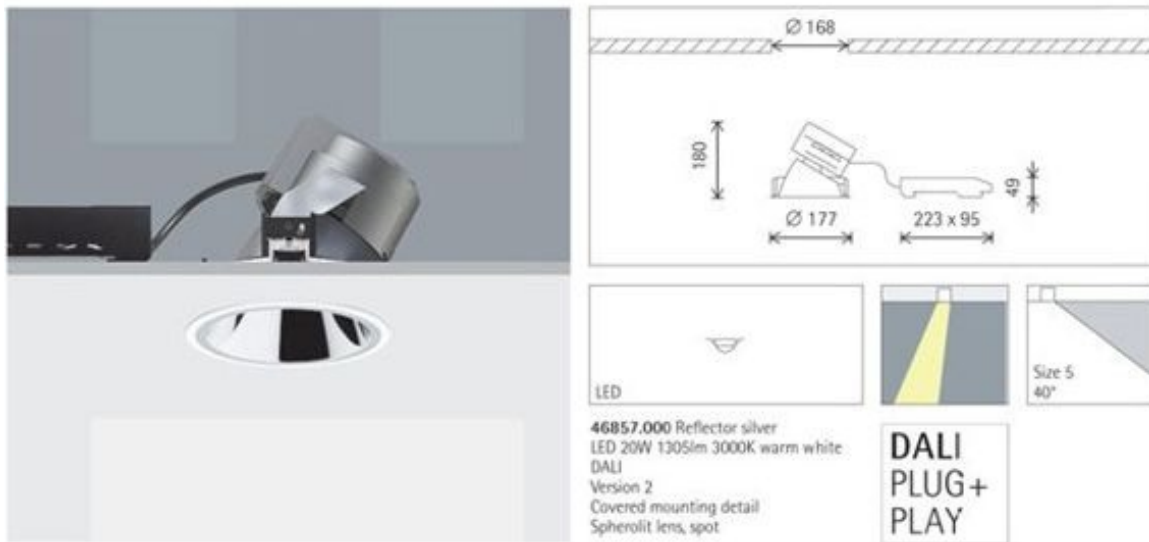 Ø 168
180
49
Ø 177
223 x 95
LED
Size 5
40°
46857.000 Reflector silver
LED 20W 1305lm 3000K warm white
DALI
Version 2
Covered mounting detail
Spherolit lens, spot
DALI
PLUG+
PLAY